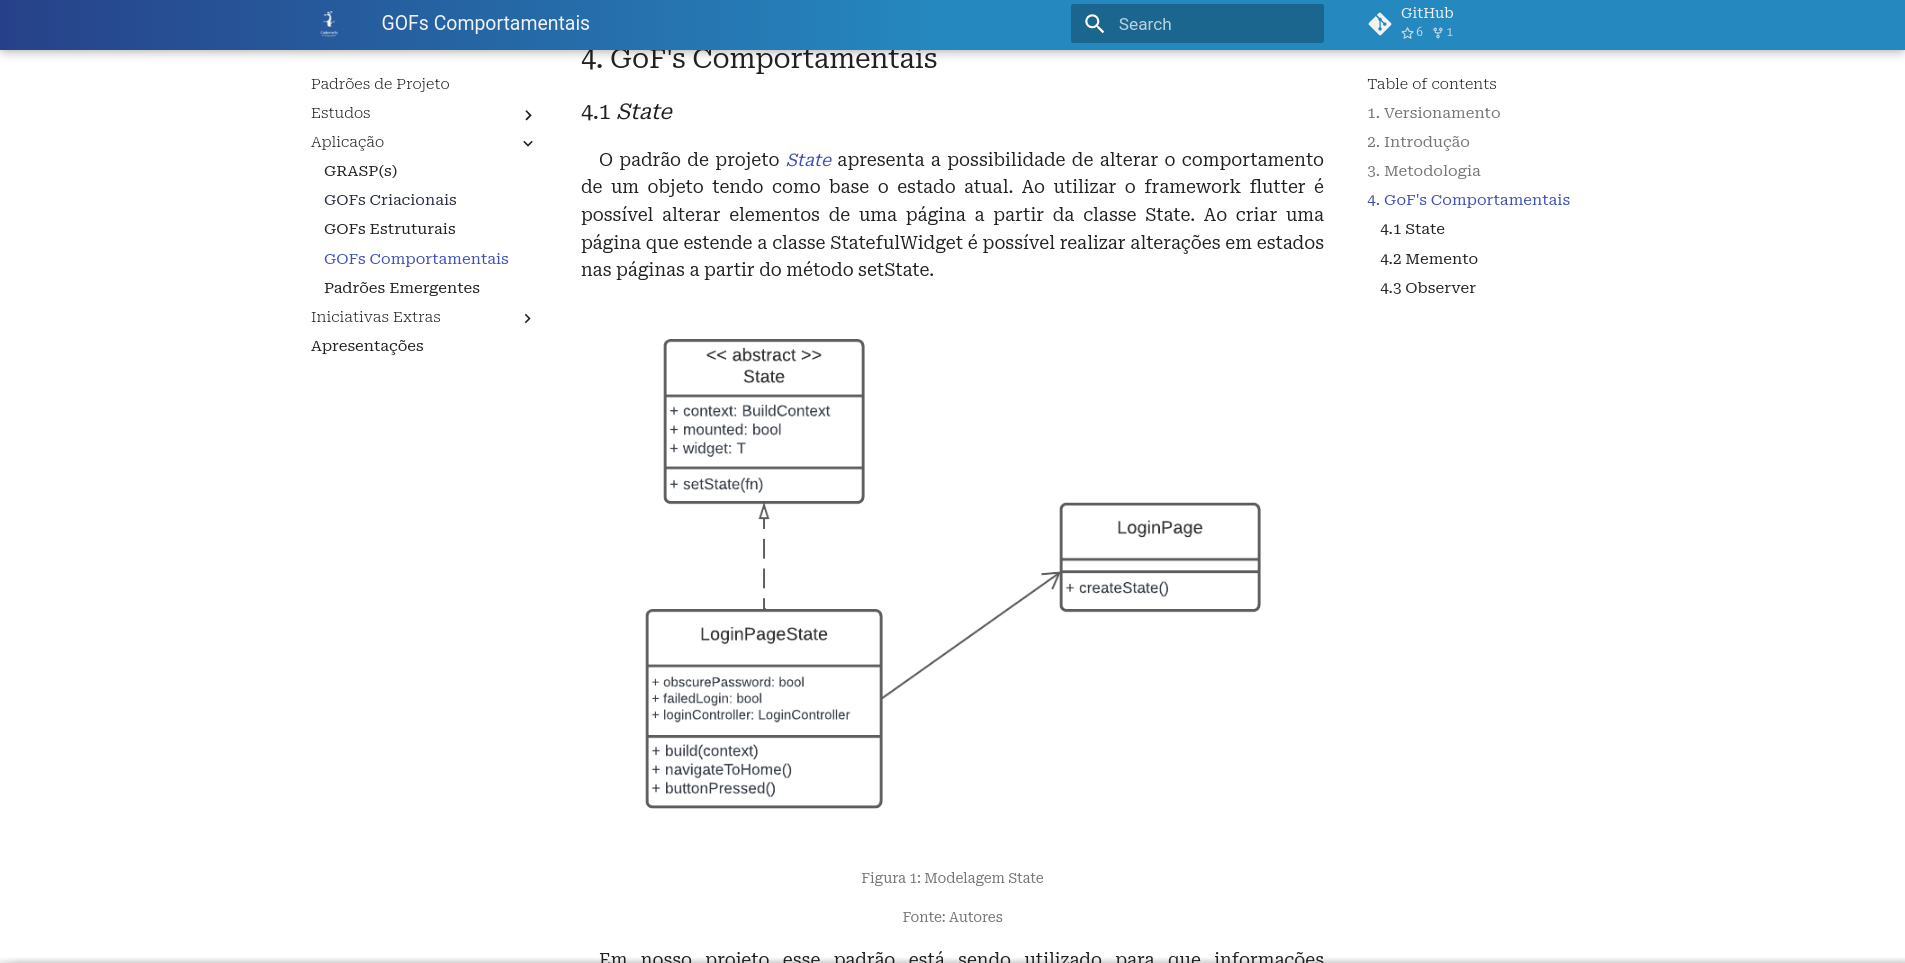 GOFs Comportamentais
Search
GitHub
6 1
Padrões de Projeto
Estudos
Aplicação
GRASP(s)
GOFs Criacionais
GOFs Estruturais
GOFs Comportamentais
Padrões Emergentes
Iniciativas Extras
Apresentações
4. GoF's Comportamentais
4.1 State
O padrão de projeto State apresenta a possibilidade de alterar o comportamento
de um objeto tendo como base o estado atual. Ao utilizar o framework flutter é
possível alterar elementos de uma página a partir da classe State. Ao criar uma
página que estende a classe StatefulWidget é possível realizar alterações em estados
nas páginas a partir do método setState.
<< abstract >>
State
+ context: BuildContext
+ mounted: bool
+ widget: T
+ setState(fn)
LoginPage
+ createState()
LoginPageState
+ obscurePassword: bool
+ failedLogin: bool
+ loginController: LoginController
+ build(context)
+ navigateToHome()
+ buttonPressed()
Figura 1: Modelagem State
Fonte: Autores
Em nosso projeto esse padrão está sendo utilizado para que informações
Table of contents
1. Versionamento
2. Introdução
3. Metodologia
4. GoF's Comportamentais
4.1 State
4.2 Memento
4.3 Observer